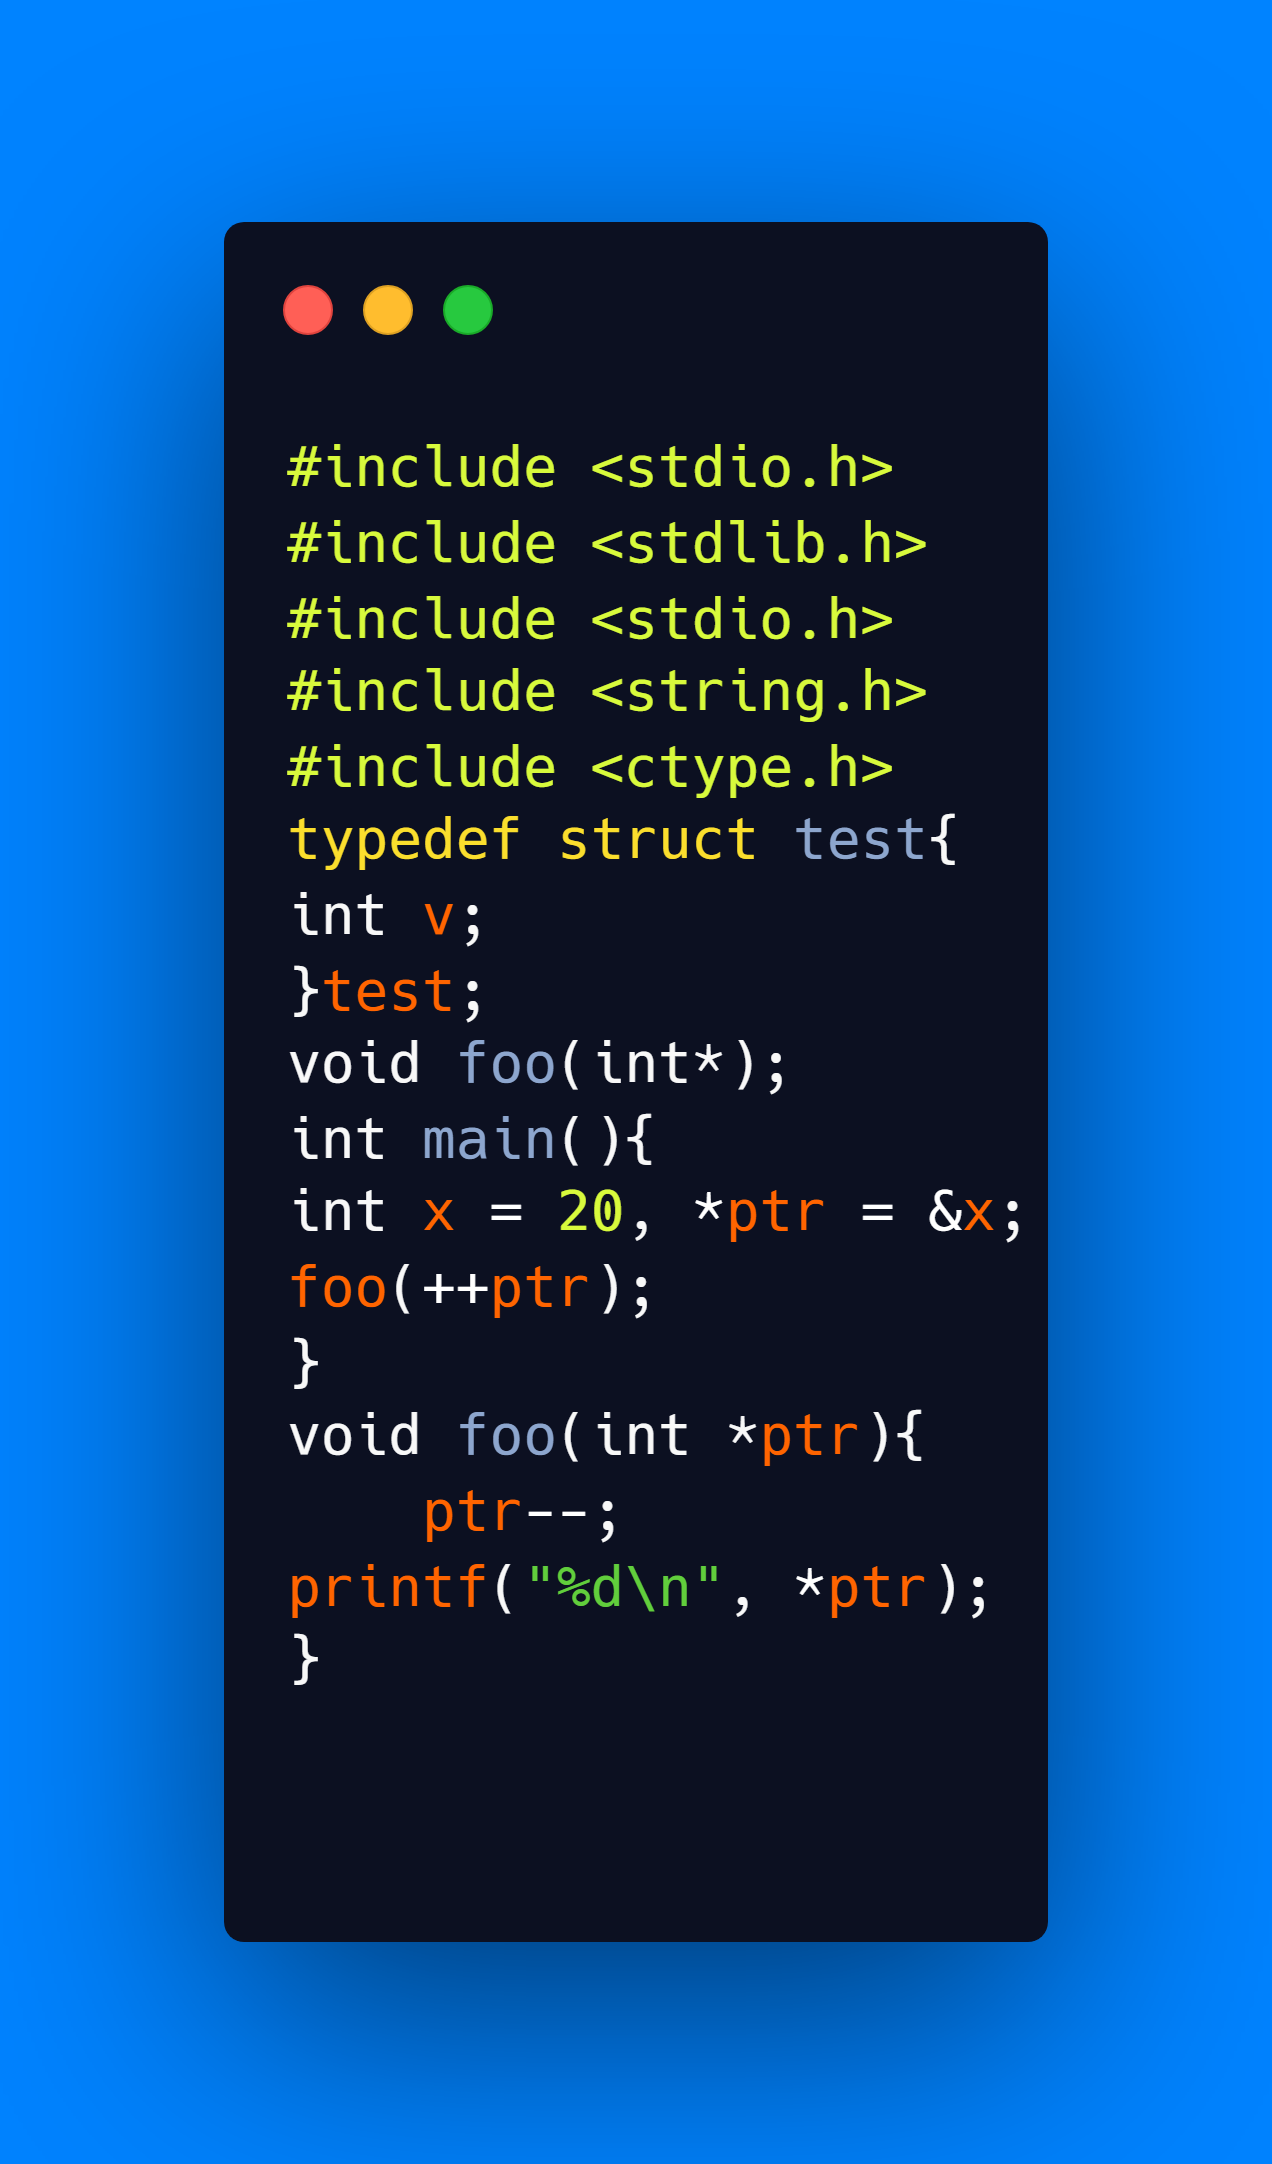 #include <stdio.h>
#include <stdlib.h>
#include <stdio.h>
#include <string.h>
#include <ctype.h>
typedef struct test{
int v;
}test;
void foo(int*);
int main(){
int x = 20, *ptr = &x;
foo(++ptr);
}
void foo(int *ptr){
    ptr--;
printf("%d\n", *ptr);
}